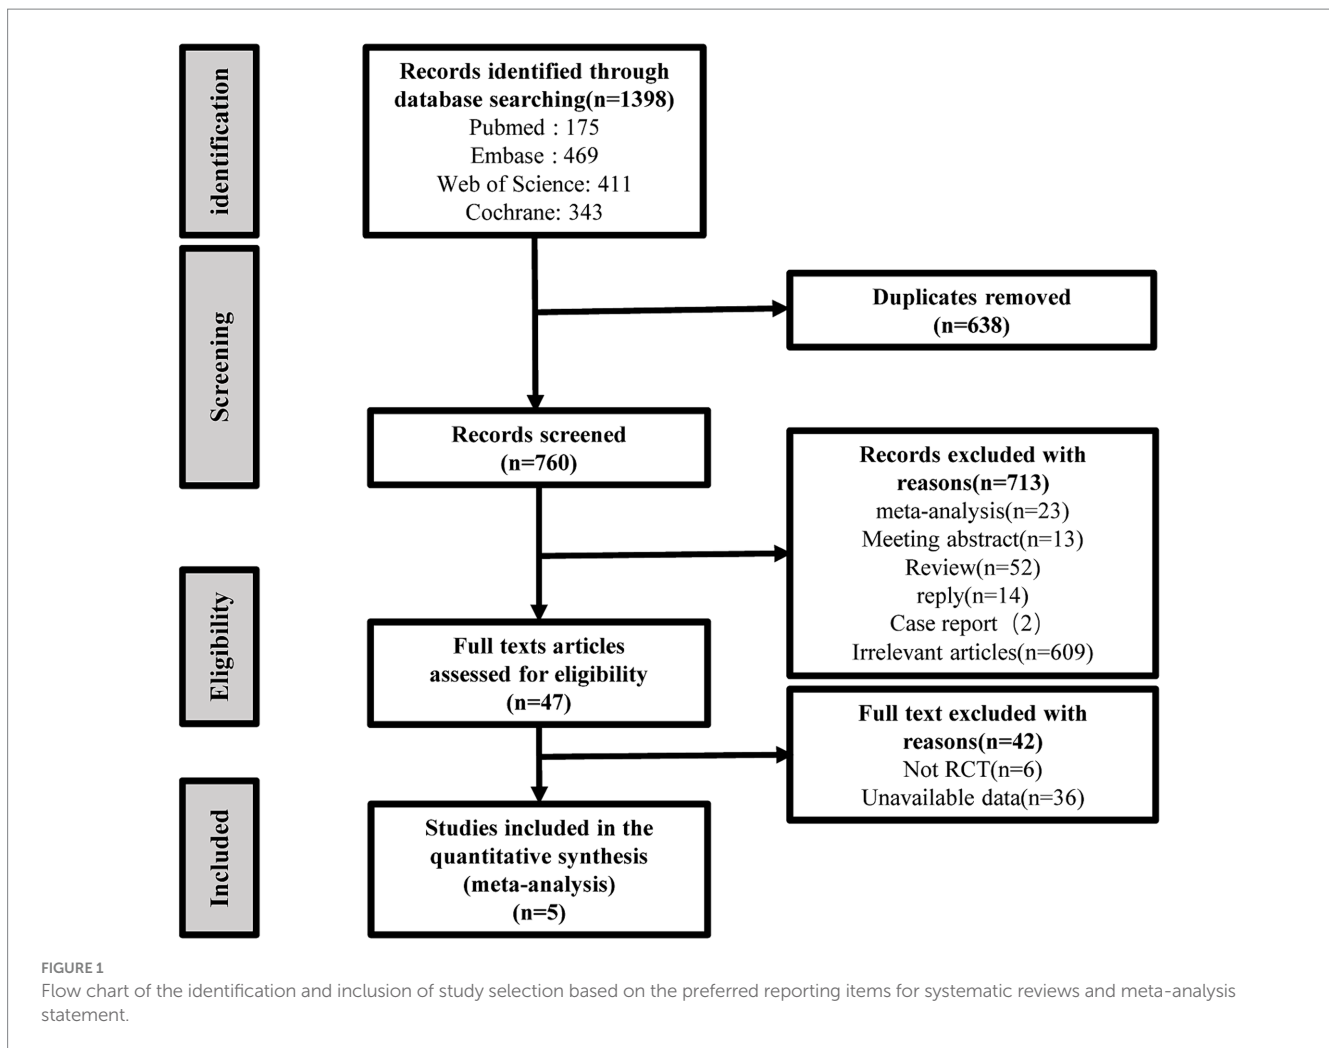 identification
Records identified through
database searching(n=1398)
Pubmed : 175
Embase : 469
Web of Science: 411
Cochrane: 343
Screening
Duplicates removed
(n=638)
Records screened
(n=760)
Records excluded with
reasons(n=713)
meta-analysis(n=23)
Meeting abstract(n=13)
Review(n=52)
reply(n=14)
Case report（2）
Irrelevant articles(n=609)
Eligibility
Full texts articles
assessed for eligibility
(n=47)
Full text excluded with
reasons(n=42)
Not RCT(n=6)
Unavailable data(n=36)
Included
Studies included in the
quantitative synthesis
(meta-analysis)
(n=5)
FIGURE 1
Flow chart of the identification and inclusion of study selection based on the preferred reporting items for systematic reviews and meta-analysis
statement.